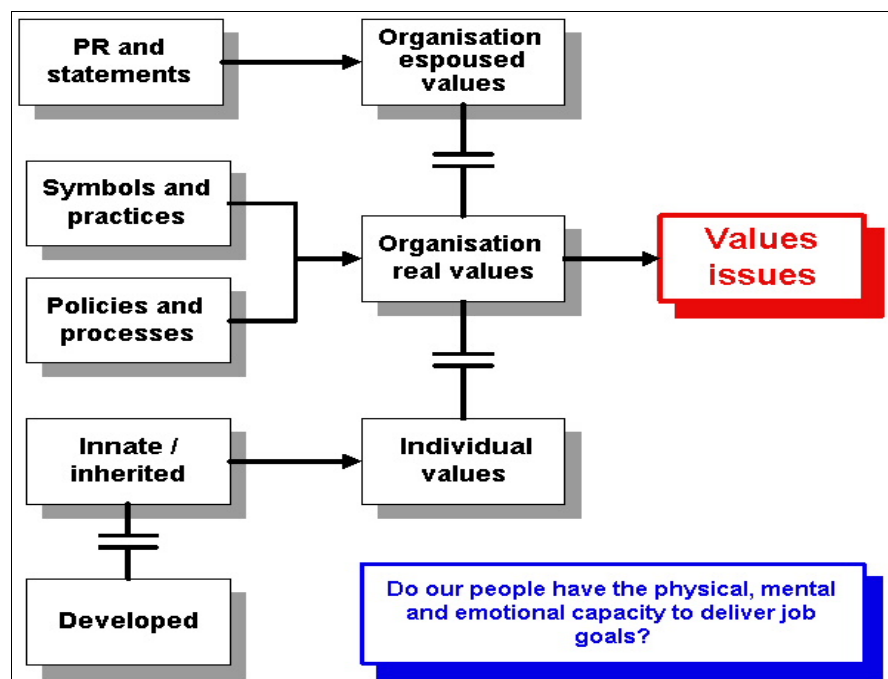 PR and
statements
Organisation
espoused
values
Symbols and
practices
Organisation
real values
Values
issues
Policies and
processes
Innate /
inherited
Individual
values
Developed
Do our people have the physical, mental
and emotional capacity to deliver job
goals?